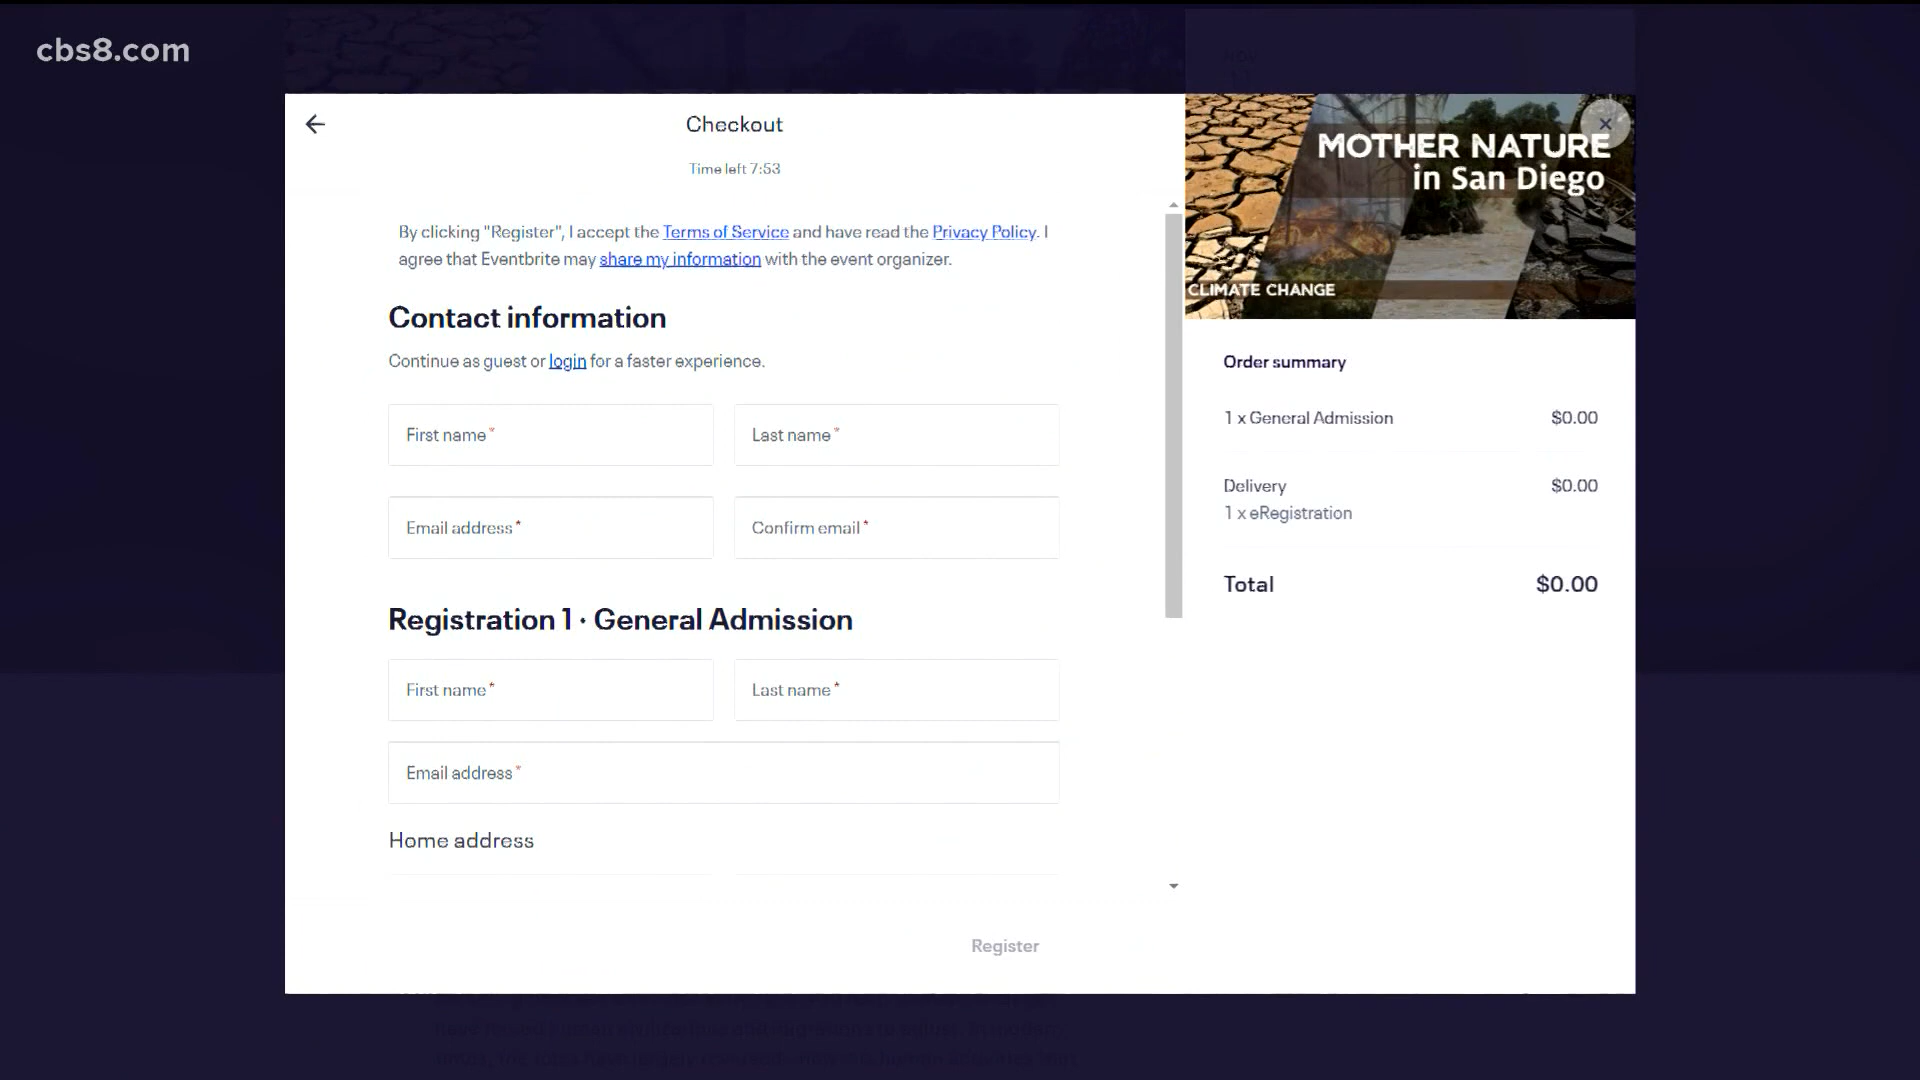 cbs8.com
Checkout
Time left 7:53
By clicking "Register", I accept the Terms of Service and have read the Privacy Policy. I
agree that Eventbrite may share my information with the event organizer.
Contact information
Continue as guest or login for a faster experience.
First name*
Last name*
Email address*
Confirm email*
Registration 1 · General Admission
First name*
Last name*
Email address*
Home address
Register
MOTHER NATURE
in San Diego
CLIMATE CHANGE
Order summary
1 x General Admission $0.00
Delivery $0.00
1 x eRegistration
Total $0.00